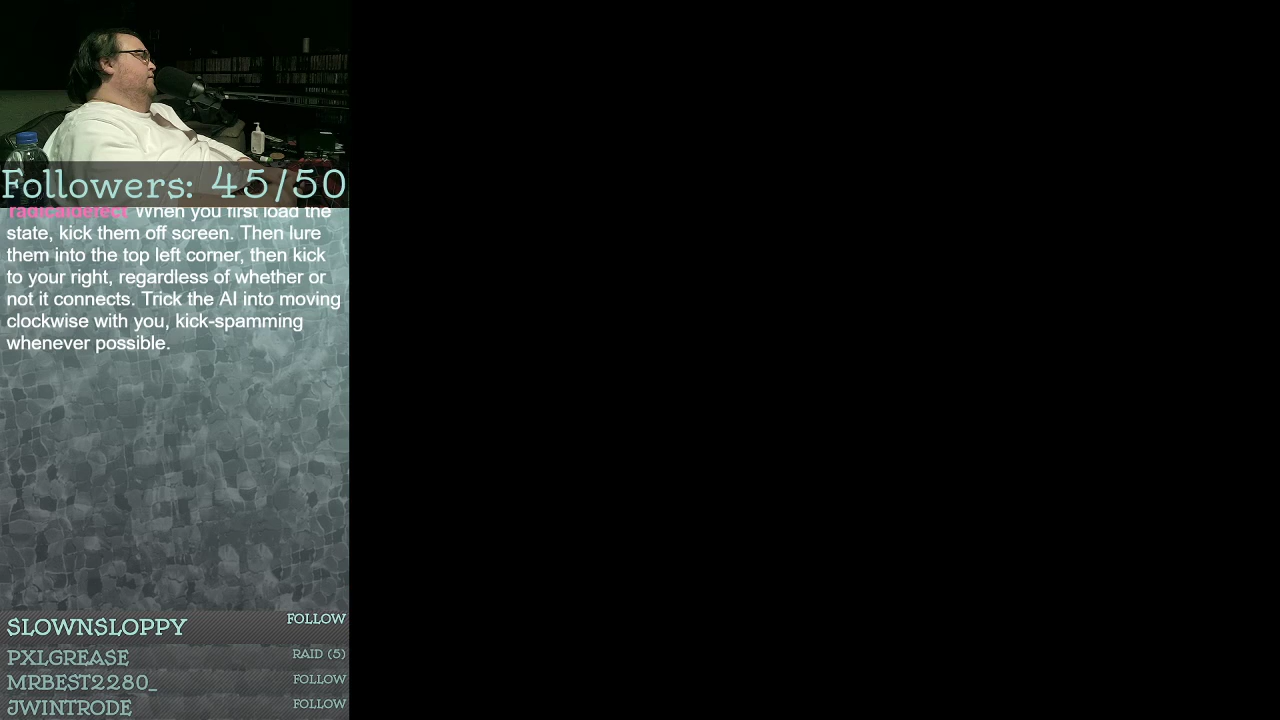 Followers: 45/50
radicaldefect When you first load the
state, kick them off screen. Then lure
them into the top left corner, then kick
to your right, regardless of whether or
not it connects. Trick the AI into moving
clockwise with you, kick-spamming
whenever possible.
SLOWNSLOPPY FOLLOW
PXLGREASE RAID (5)
MRBEST2280_ FOLLOW
JWINTRODE FOLLOW